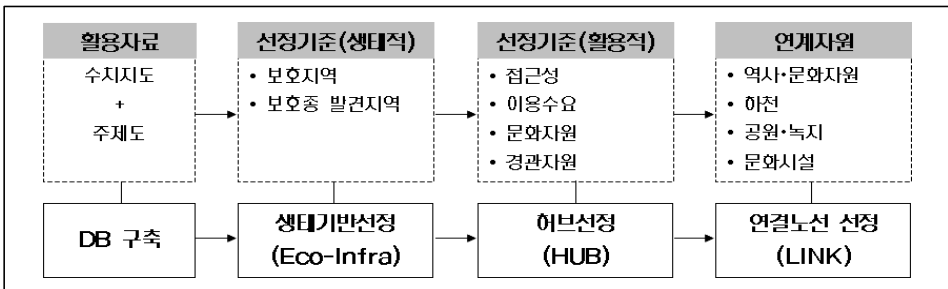 활용자료
수치지도
+
주제도
선정기준(생태적)
• 보호지역
• 보호종 발견지역
선정기준(활용적)
• 접근성
• 이용수요
• 문화자원
• 경관자원
연계자원
• 역사•문화자원
• 하천
• 공원•녹지
• 문화시설
DB 구축
생태기반선정
(Eco-Infra)
허브선정
(HUB)
연결노선 선정
(LINK)